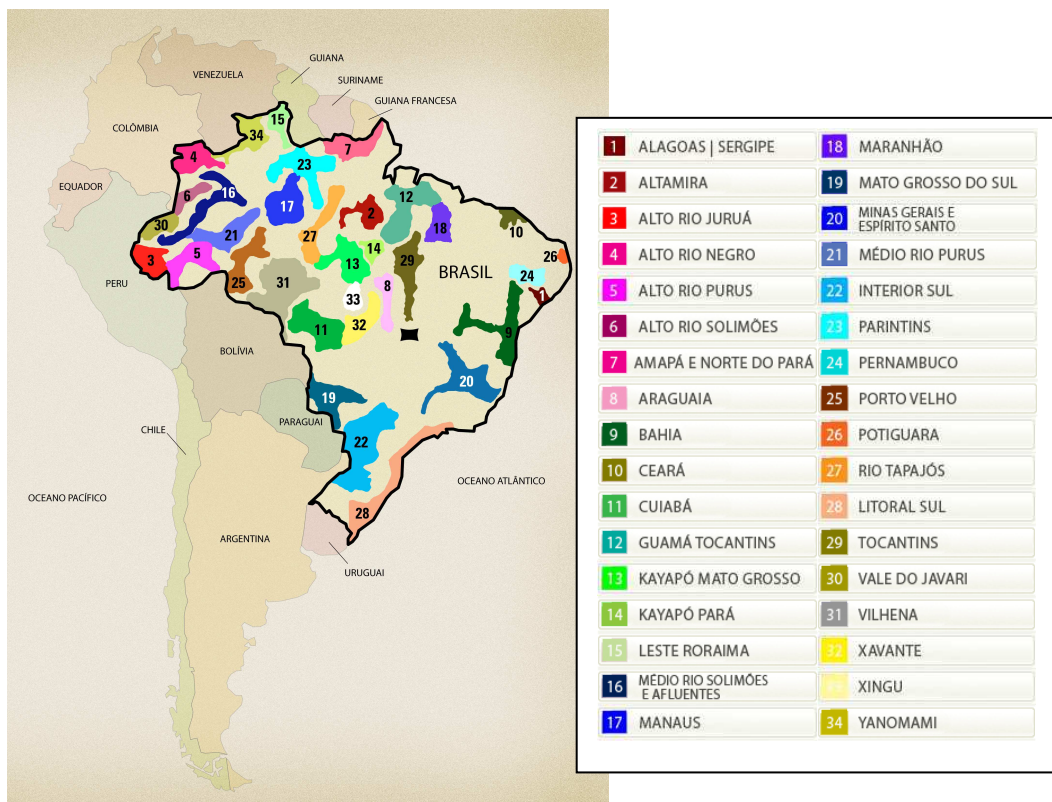 GUIANA
VENEZUELA
SURINAME
GUIANA FRANCESA
COLÔMBIA
15
34
7
4
23
EQUADOR
6
16
17
12
2
18
10
30
21
27
BRASIL
26
3
5
14
13
29
24
PERU
25
31
8
1
33
11
32
9
BOLÍVIA
20
19
PARAGUAI
CHILE
22
OCEANO ATLÂNTICO
OCEANO PACÍFICO
28
ARGENTINA
URUGUAI
1 ALAGOAS | SERGIPE
2 ALTAMIRA
3 ALTO RIO JURUÁ
4 ALTO RIO NEGRO
5 ALTO RIO PURUS
6 ALTO RIO SOLIMÕES
7 AMAPÁ E NORTE DO PARÁ
8 ARAGUAIA
9 BAHIA
10 CEARÁ
11 CUIABÁ
12 GUAMÁ TOCANTINS
13 KAYAPÓ MATO GROSSO
14 KAYAPÓ PARÁ
15 LESTE RORAIMA
16 MÉDIO RIO SOLIMÕES
E AFLUENTES
17 MANAUS
18 MARANHÃO
19 MATO GROSSO DO SUL
20 MINAS GERAIS E
ESPÍRITO SANTO
21 MÉDIO RIO PURUS
22 INTERIOR SUL
23 PARINTINS
24 PERNAMBUCO
25 PORTO VELHO
26 POTIGUARA
27 RIO TAPAJÓS
28 LITORAL SUL
29 TOCANTINS
30 VALE DO JAVARI
31 VILHENA
32 XAVANTE
33 XINGU
34 YANOMAMI